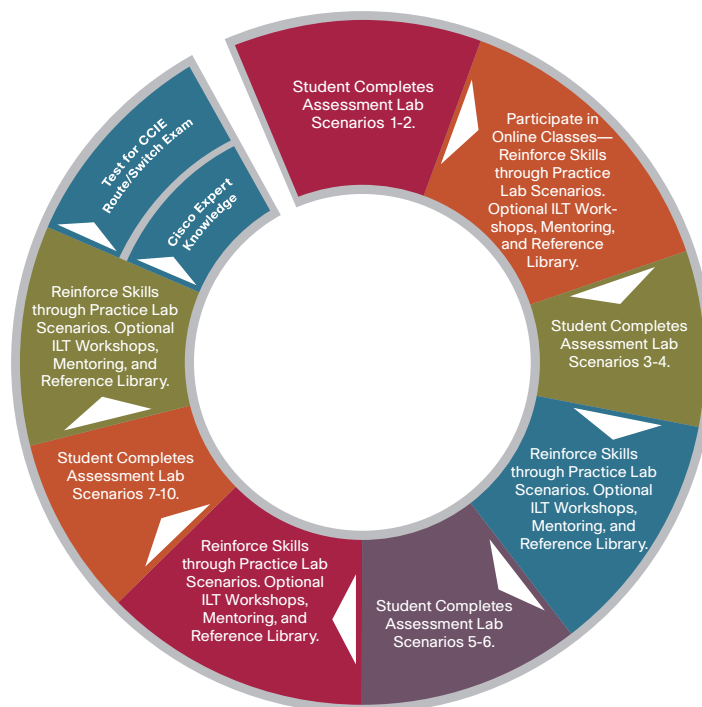 Student Completes
Assessment Lab
Scenarios 1-2.
Participate in
Online Classes—
Reinforce Skills
through Practice
Lab Scenarios.
Optional ILT Work-
shops, Mentoring,
and Reference
Library.
Student Completes
Assessment Lab
Scenarios 3-4.
Reinforce Skills
through Practice Lab
Scenarios. Optional
ILT Workshops,
Mentoring, and
Reference Library.
Student Completes
Assessment Lab
Scenarios 5-6.
Reinforce Skills
through Practice Lab
Scenarios. Optional
ILT Workshops,
Mentoring, and
Reference Library.
Student Completes
Assessment Lab
Scenarios 7-10.
Reinforce Skills
through Practice Lab
Scenarios. Optional
ILT Workshops,
Mentoring, and
Reference Library.
Test for CCIE
Route/Switch Exam
Cisco Expert
Knowledge